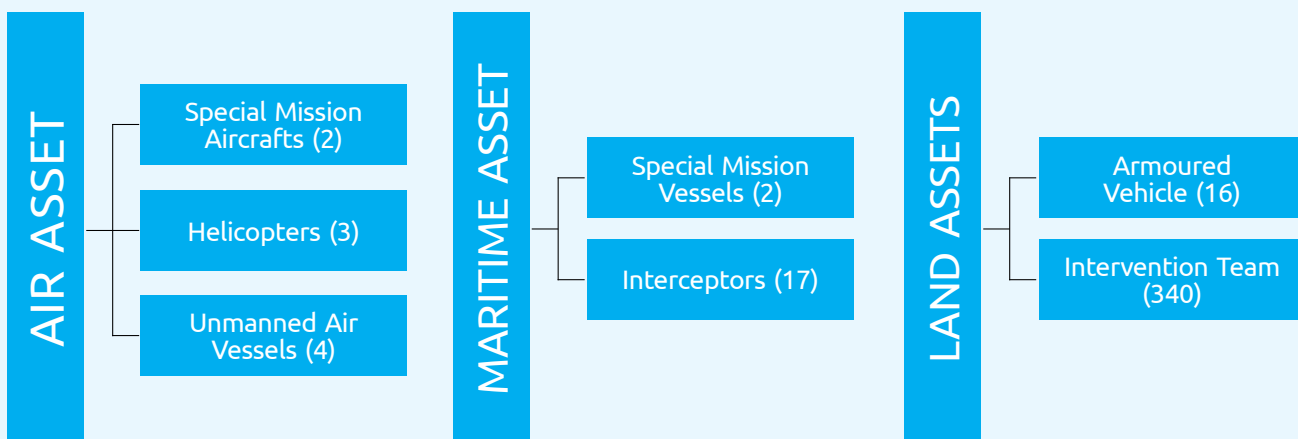 AIR ASSET
Special Mission
Aircrafts (2)
Helicopters (3)
Unmanned Air
Vessels (4)
MARITIME ASSET
Special Mission
Vessels (2)
Interceptors (17)
LAND ASSETS
Armoured
Vehicle (16)
Intervention Team
(340)